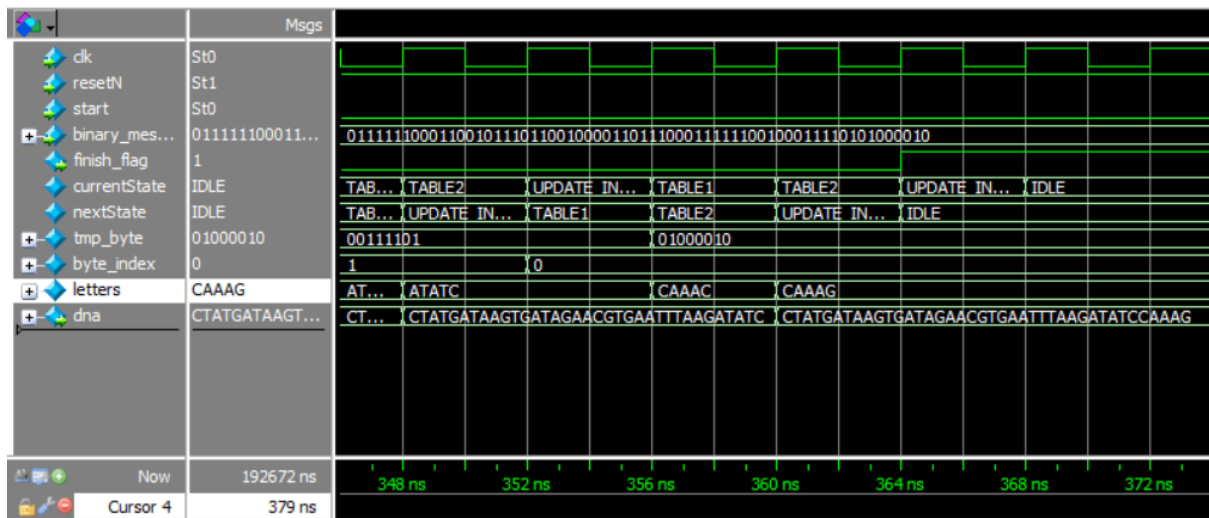 Msgs
clk St0
resetN St1
start St0
binary_mes... 011111100011... 0111111000110010111011001000011011100011111100100011110101000010
finish_flag 1
currentState IDLE TAB... TABLE2 UPDATE_IN... TABLE1 TABLE2 UPDATE_IN... IDLE
nextState IDLE TAB... UPDATE_IN... TABLE1 TABLE2 UPDATE_IN... IDLE
tmp_byte 01000010 00111101 01000010
byte_index 0 1 0
letters CAAAG AT... ATATC CAAAC CAAAG
dna CTATGATAAGT... CT... CTATGATAAGTGATAGAACGTGAATTTAAGATATC CTATGATAAGTGATAGAACGTGAATTTAAGATATCCAAAG
Now 192672 ns 348 ns 352 ns 356 ns 360 ns 364 ns 368 ns 372 ns
Cursor 4 379 ns